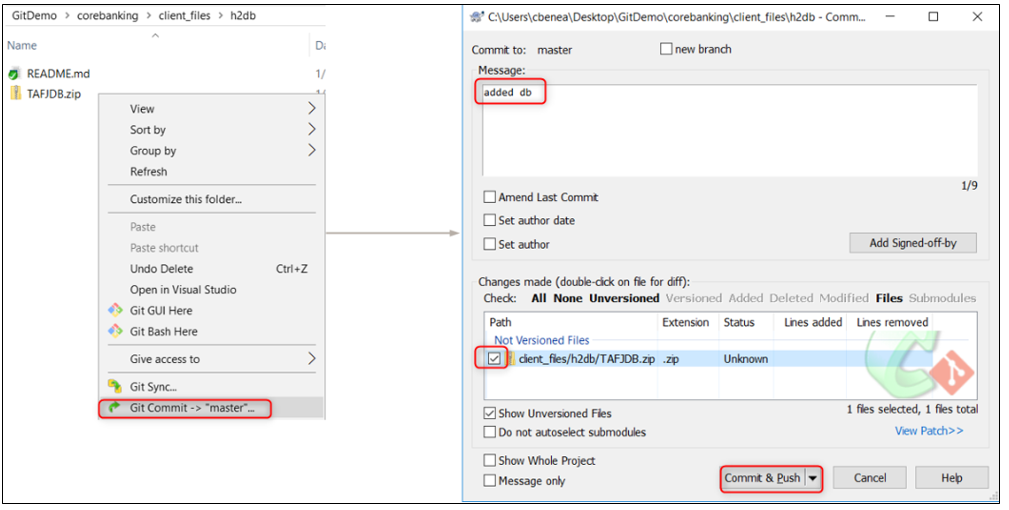 GitDemo > corebanking > client_files > h2db
Name
README.md 1/
TAFJDB.zip
View
Sort by
Group by
Refresh
Customize this folder...
Paste
Paste shortcut
Undo Delete Ctrl+Z
Open in Visual Studio
Git GUI Here
Git Bash Here
Give access to
Git Sync...
Git Commit -> "master"...
C:\Users\cbenea\Desktop\GitDemo\corebanking\client_files\h2db - Comm...
Commit to: master new branch
Message:
added db
1/9
Amend Last Commit
Set author date
Set author
Add Signed-off-by
Changes made (double-click on file for diff):
Check: All None Unversioned Versioned Added Deleted Modified Files Submodules
Path Extension Status Lines added Lines removed
Not Versioned Files
client_files/h2db/TAFJDB.zip .zip Unknown
Show Unversioned Files
1 files selected, 1 files total
Do not autoselect submodules
View Patch>>
Show Whole Project
Message only
Commit & Push Cancel Help